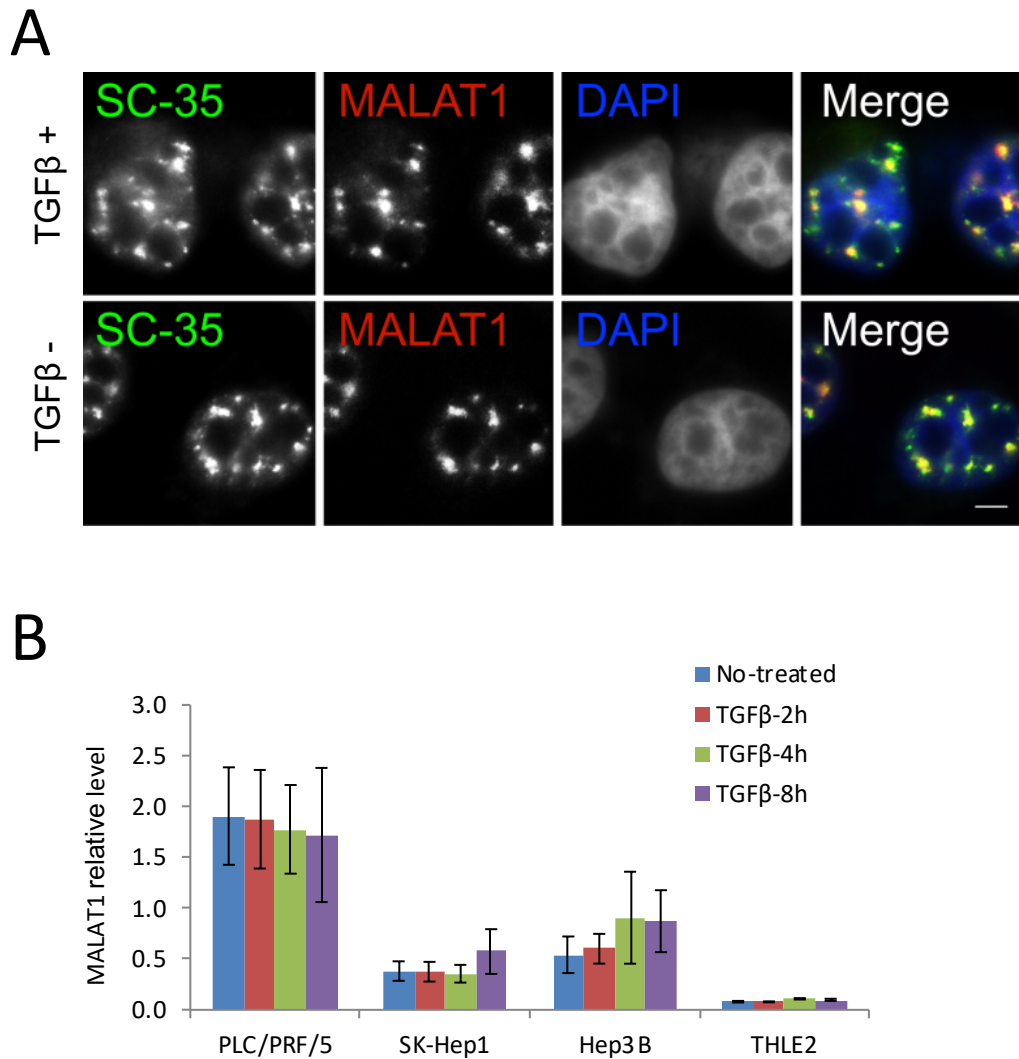 A
TGFβ +
SC-35 MALAT1 DAPI Merge
TGFβ -
SC-35 MALAT1 DAPI Merge
B
No-treated
TGFβ-2h
TGFβ-4h
TGFβ-8h
MALAT1 relative level
3.0
2.5
2.0
1.5
1.0
0.5
0.0
PLC/PRF/5 SK-Hep1 Hep3B THLE2